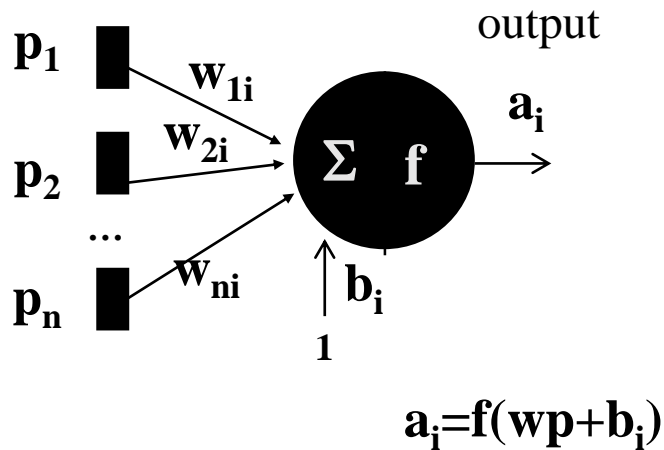 output
p₁
w₁ᵢ
aᵢ
w₂ᵢ
Σ f
p₂
...
wₙᵢ
pₙ
bᵢ
1
aᵢ=f(wp+bᵢ)